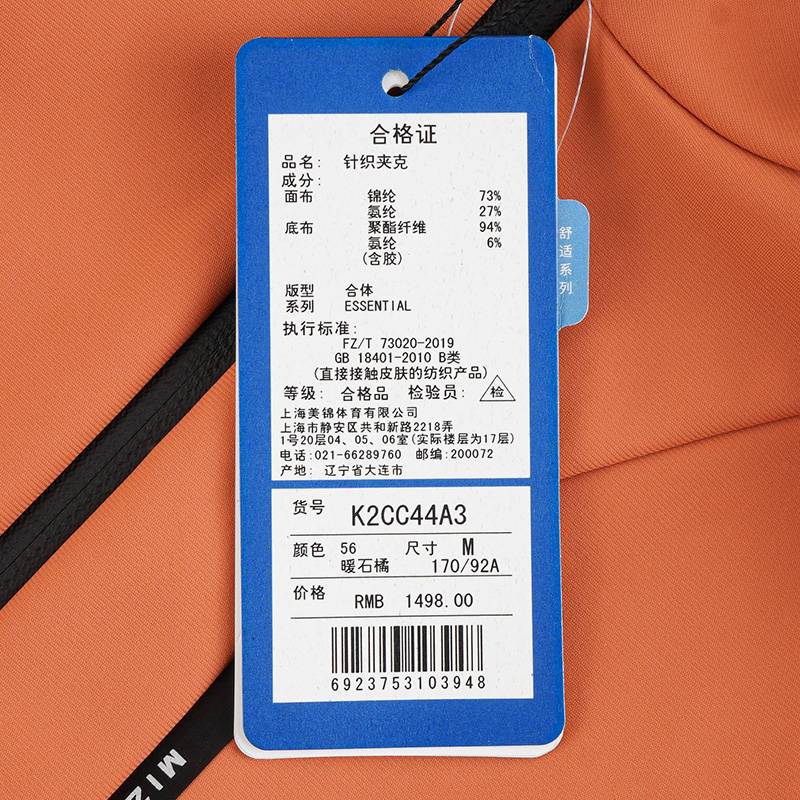 合格证
品名: 针织夹克
成分:
面布 锦纶 73%
氨纶 27%
底布 聚酯纤维 94%
氨纶 6%
(含胶)
版型 合体
系列 ESSENTIAL
执行标准:
FZ/T 73020-2019
GB 18401-2010 B类
(直接接触皮肤的纺织产品)
等级: 合格品 检验员: 检
上海美锦体育有限公司
上海市静安区共和新路2218弄
1号20层04、05、06室(实际楼层为17层)
电话:021-66289760 邮编:200072
产地: 辽宁省大连市
货号 K2CC44A3
颜色 56 尺寸 M
暖石橘 170/92A
价格 RMB 1498.00
6923753103948
舒适系列
MIZ